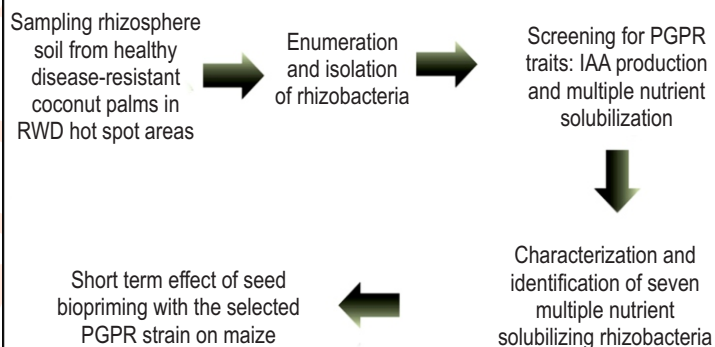 Sampling rhizosphere
soil from healthy
disease-resistant
coconut palms in
RWD hot spot areas
Enumeration
and isolation
of rhizobacteria
Screening for PGPR
traits: IAA production
and multiple nutrient
solubilization
Characterization and
identification of seven
multiple nutrient
solubilizing rhizobacteria
Short term effect of seed
biopriming with the selected
PGPR strain on maize